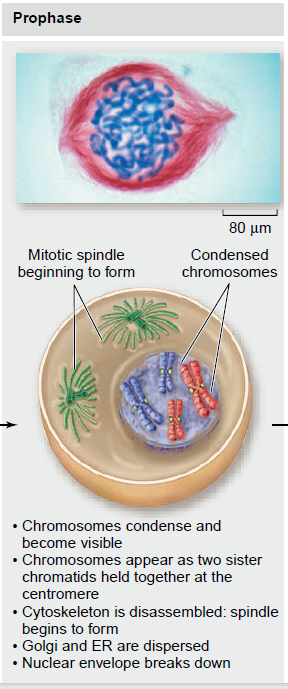 Prophase
80 µm
Mitotic spindle
beginning to form
Condensed
chromosomes
• Chromosomes condense and
become visible
• Chromosomes appear as two sister
chromatids held together at the
centromere
• Cytoskeleton is disassembled: spindle
begins to form
• Golgi and ER are dispersed
• Nuclear envelope breaks down